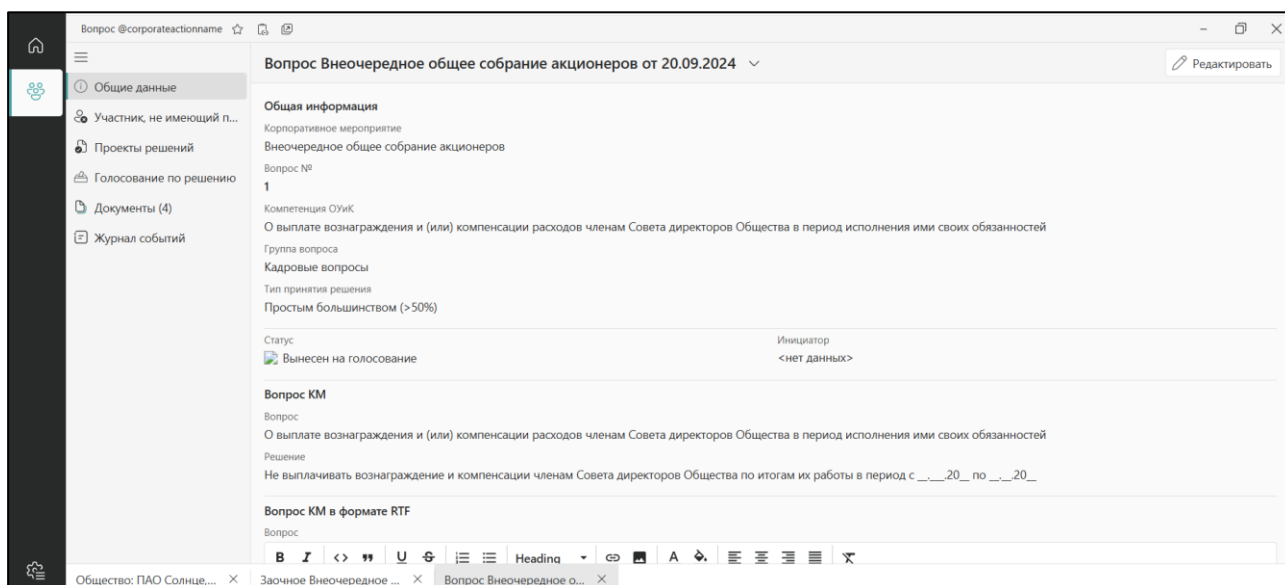 Вопрос @corporateactionname
Общие данные
Участник, не имеющий п...
Проекты решений
Голосование по решению
Документы (4)
Журнал событий
Вопрос Внеочередное общее собрание акционеров от 20.09.2024
Редактировать
Общая информация
Корпоративное мероприятие
Внеочередное общее собрание акционеров
Вопрос №
1
Компетенция ОУиК
О выплате вознаграждения и (или) компенсации расходов членам Совета директоров Общества в период исполнения ими своих обязанностей
Группа вопроса
Кадровые вопросы
Тип принятия решения
Простым большинством (>50%)
Статус
Вынесен на голосование
Инициатор
<нет данных>
Вопрос КМ
Вопрос
О выплате вознаграждения и (или) компенсации расходов членам Совета директоров Общества в период исполнения ими своих обязанностей
Решение
Не выплачивать вознаграждение и компенсации членам Совета директоров Общества по итогам их работы в период с __.___.20__ по __.__.20__
Вопрос КМ в формате RTF
Вопрос
Heading
Общество: ПАО Солнце,...
Заочное Внеочередное ...
Вопрос Внеочередное о...